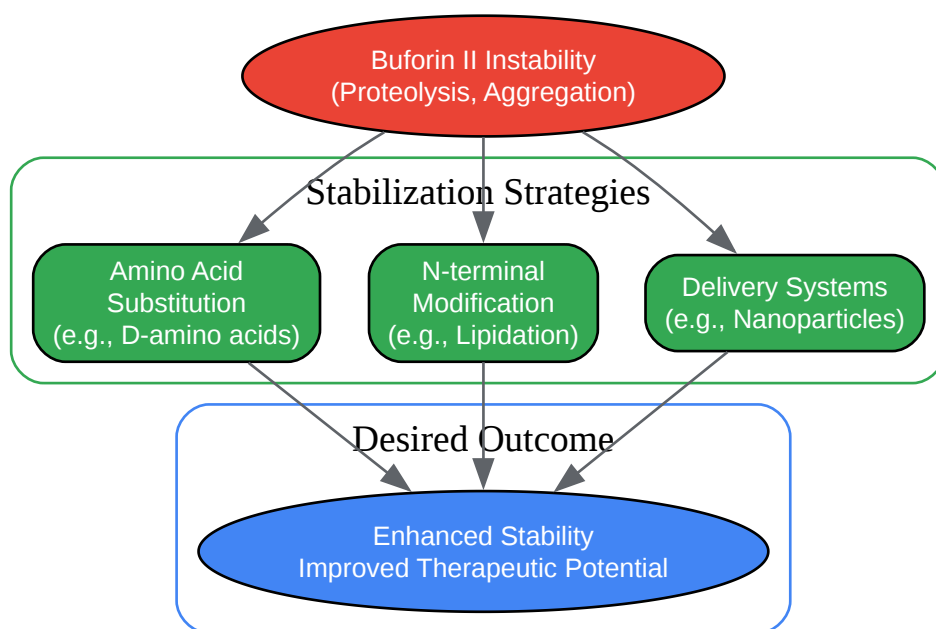 Buforin II Instability
(Proteolysis, Aggregation)
Stabilization Strategies
Amino Acid
Substitution
(e.g., D-amino acids)
N-terminal
Modification
(e.g., Lipidation)
Delivery Systems
(e.g., Nanoparticles)
Desired Outcome
Enhanced Stability
Improved Therapeutic Potential